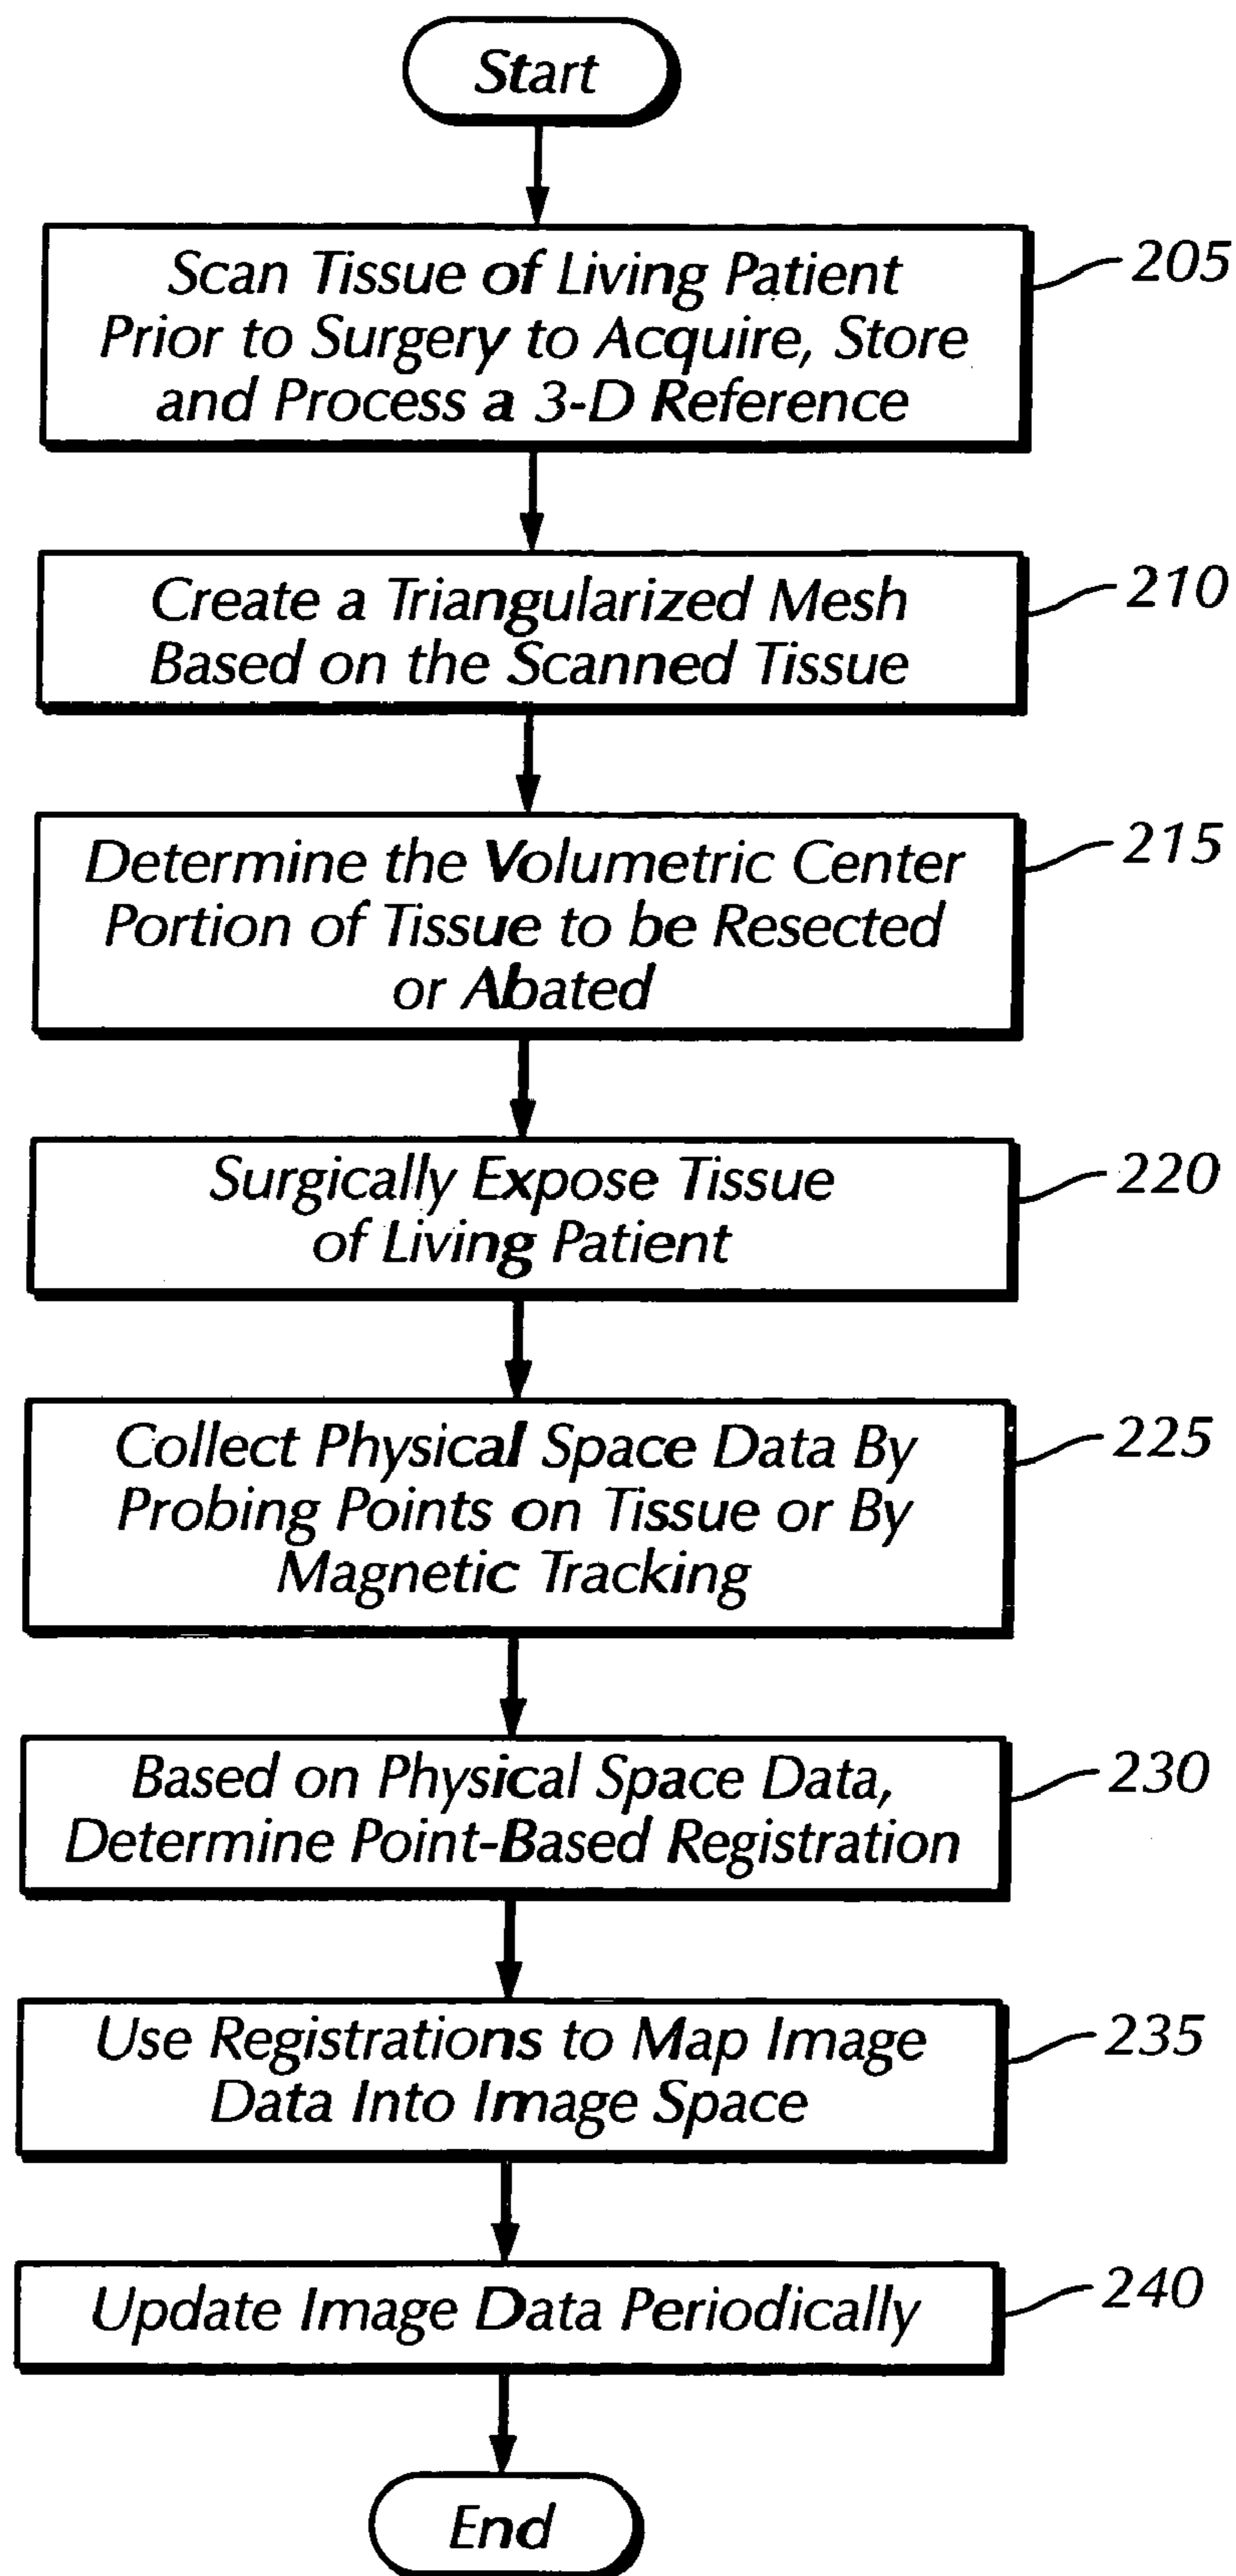 Start
Scan Tissue of Living Patient
Prior to Surgery to Acquire, Store
and Process a 3-D Reference
205
Create a Triangularized Mesh
Based on the Scanned Tissue
210
Determine the Volumetric Center
Portion of Tissue to be Resected
or Abated
215
Surgically Expose Tissue
of Living Patient
220
Collect Physical Space Data By
Probing Points on Tissue or By
Magnetic Tracking
225
Based on Physical Space Data,
Determine Point-Based Registration
230
Use Registrations to Map Image
Data Into Image Space
235
Update Image Data Periodically
240
End